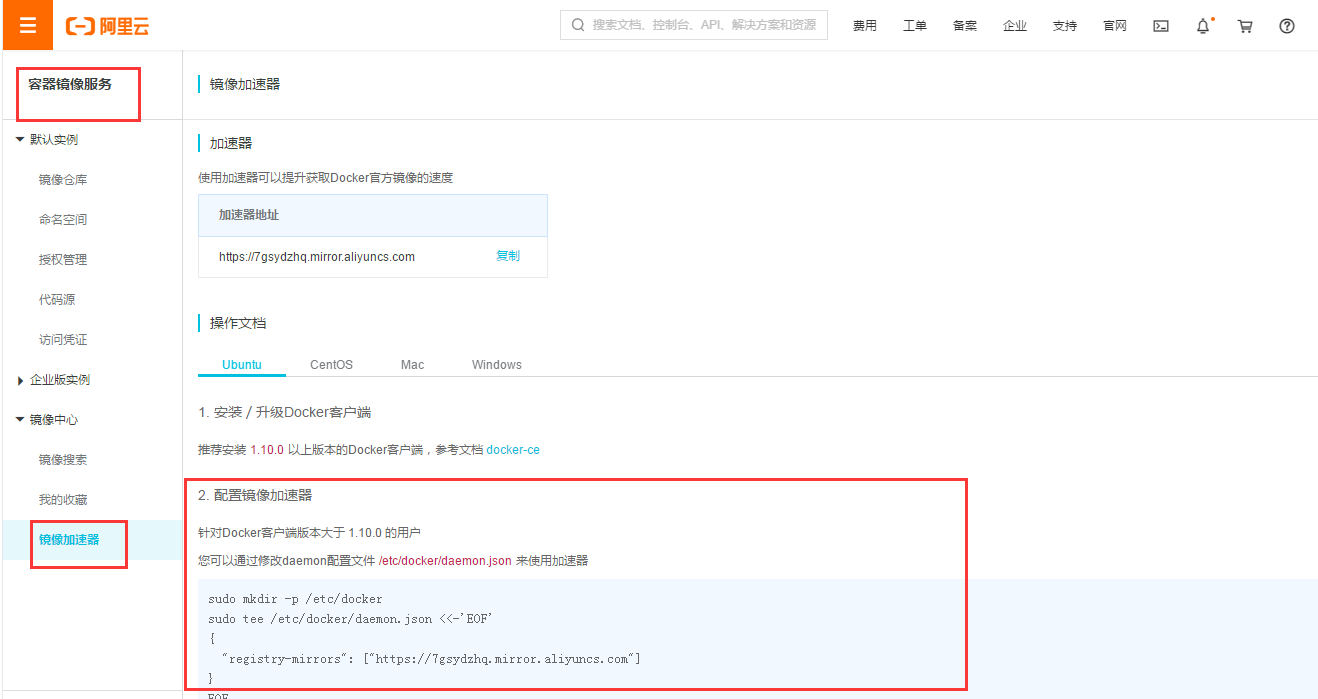 阿里云
搜索文档、控制台、API、解决方案和资源
费用 工单 备案 企业 支持 官网
容器镜像服务
默认实例
镜像仓库
命名空间
授权管理
代码源
访问凭证
企业版实例
镜像中心
镜像搜索
我的收藏
镜像加速器
镜像加速器
加速器
使用加速器可以提升获取Docker官方镜像的速度
加速器地址
https://7gsydzhq.mirror.aliyuncs.com 复制
操作文档
Ubuntu CentOS Mac Windows
1. 安装 / 升级Docker客户端
推荐安装 1.10.0 以上版本的Docker客户端，参考文档 docker-ce
2. 配置镜像加速器
针对Docker客户端版本大于 1.10.0 的用户
您可以通过修改daemon配置文件 /etc/docker/daemon.json 来使用加速器
sudo mkdir -p /etc/docker
sudo tee /etc/docker/daemon.json <<-'EOF'
{
"registry-mirrors": ["https://7gsydzhq.mirror.aliyuncs.com"]
}
EOF